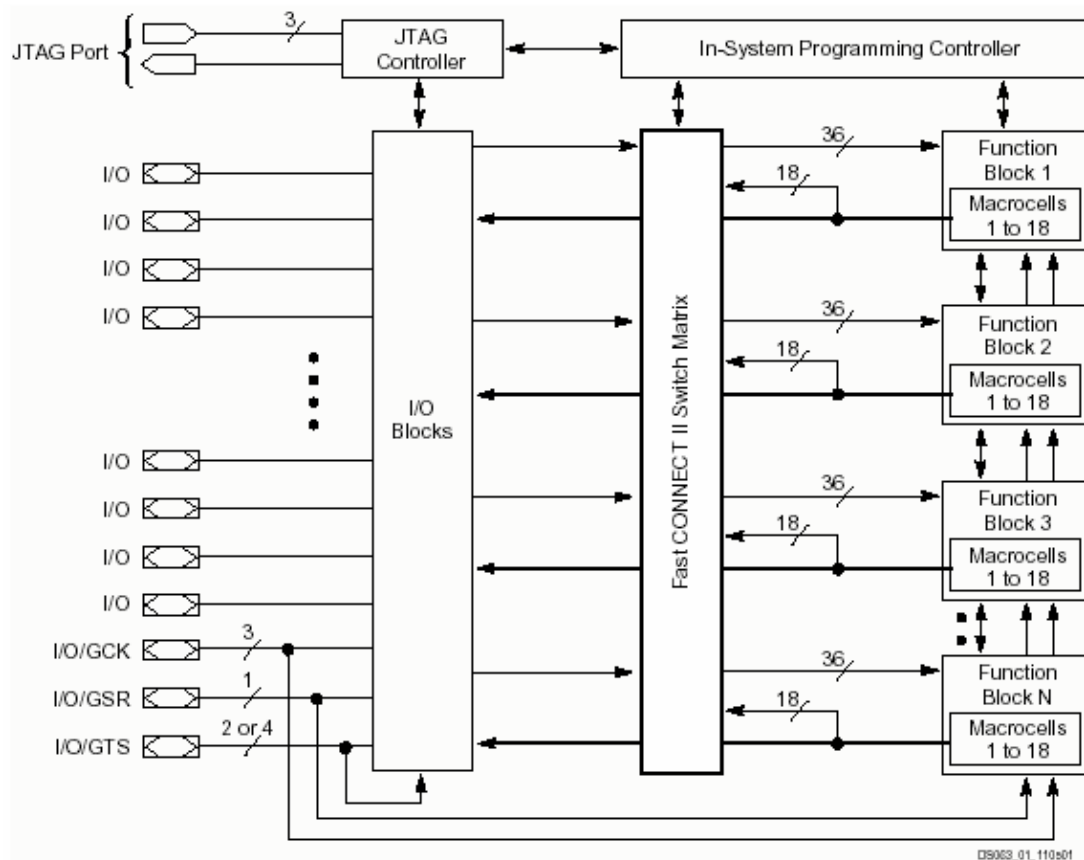 JTAG Port
3
JTAG
Controller
In-System Programming Controller
I/O
I/O
I/O
I/O
I/O
I/O
I/O
I/O
I/O/GCK
3
I/O/GSR
1
I/O/GTS
2 or 4
I/O
Blocks
Fast CONNECT II Switch Matrix
36
18
Function
Block 1
Macrocells
1 to 18
36
18
Function
Block 2
Macrocells
1 to 18
36
18
Function
Block 3
Macrocells
1 to 18
36
18
Function
Block N
Macrocells
1 to 18